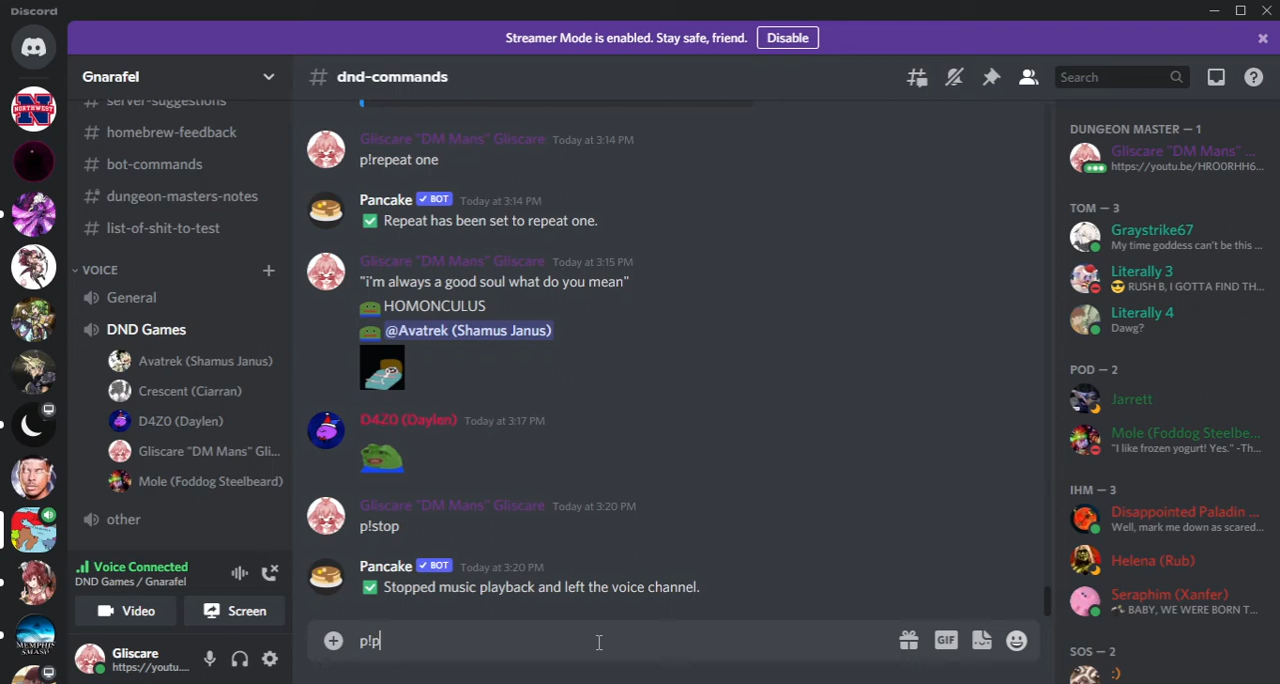 Discord
Streamer Mode is enabled. Stay safe, friend. Disable
NORTHWEST
MEMPHIS
Gnarafel
server-suggestions
homebrew-feedback
bot-commands
dungeon-masters-notes
list-of-shit-to-test
VOICE
General
DND Games
Avatrek (Shamus Janus)
Crescent (Ciarran)
D4Z0 (Daylen)
Gliscare "DM Mans" Gli...
Mole (Foddog Steelbeard)
other
Voice Connected
DND Games / Gnarafel
Video Screen
Gliscare
https://youtu....
# dnd-commands
Search
Gliscare "DM Mans" Gliscare Today at 3:14 PM
p!repeat one
Pancake ✓ BOT Today at 3:14 PM
✅ Repeat has been set to repeat one.
Gliscare "DM Mans" Gliscare Today at 3:15 PM
"i'm always a good soul what do you mean"
HOMONCULUS
@Avatrek (Shamus Janus)
D4Z0 (Daylen) Today at 3:17 PM
Gliscare "DM Mans" Gliscare Today at 3:20 PM
p!stop
Pancake ✓ BOT Today at 3:20 PM
✅ Stopped music playback and left the voice channel.
p!p
GIF
DUNGEON MASTER — 1
Gliscare "DM Mans" ...
https://youtu.be/HRO0RHH6...
TOM — 3
Graystrike67
My time goddess can't be this ...
Literally 3
😎 RUSH B, I GOTTA FIND TH...
Literally 4
Dawg?
POD — 2
Jarrett
Mole (Foddog Steelbe...
"I like frozen yogurt! Yes." -Th...
IHM — 3
Disappointed Paladin ...
Well, mark me down as scared...
Helena (Rub)
Seraphim (Xanfer)
BABY, WE WERE BORN T...
SOS — 2
:)